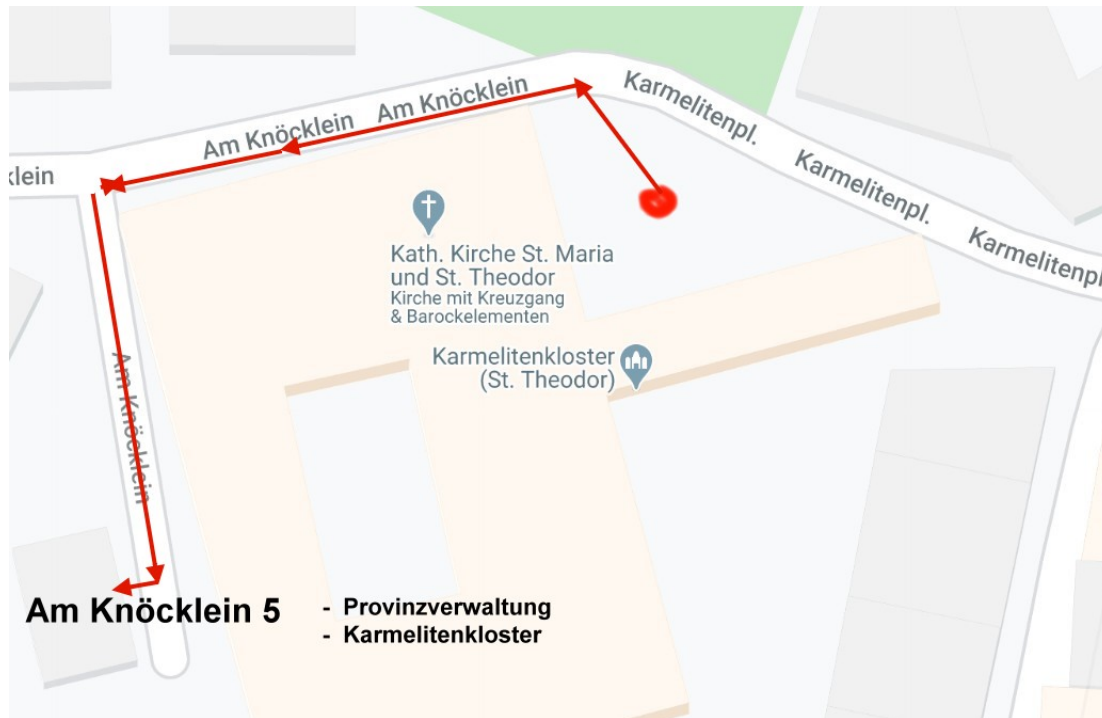 Am Knöcklein
Am Knöcklein
Karmelitenpl.
Karmelitenpl.
Karmelitenpl
klein
Kath. Kirche St. Maria
und St. Theodor
Kirche mit Kreuzgang
& Barockelementen
Karmelitenkloster
(St. Theodor)
Am Knöcklein
Am Knöcklein 5
- Provinzverwaltung
- Karmelitenkloster